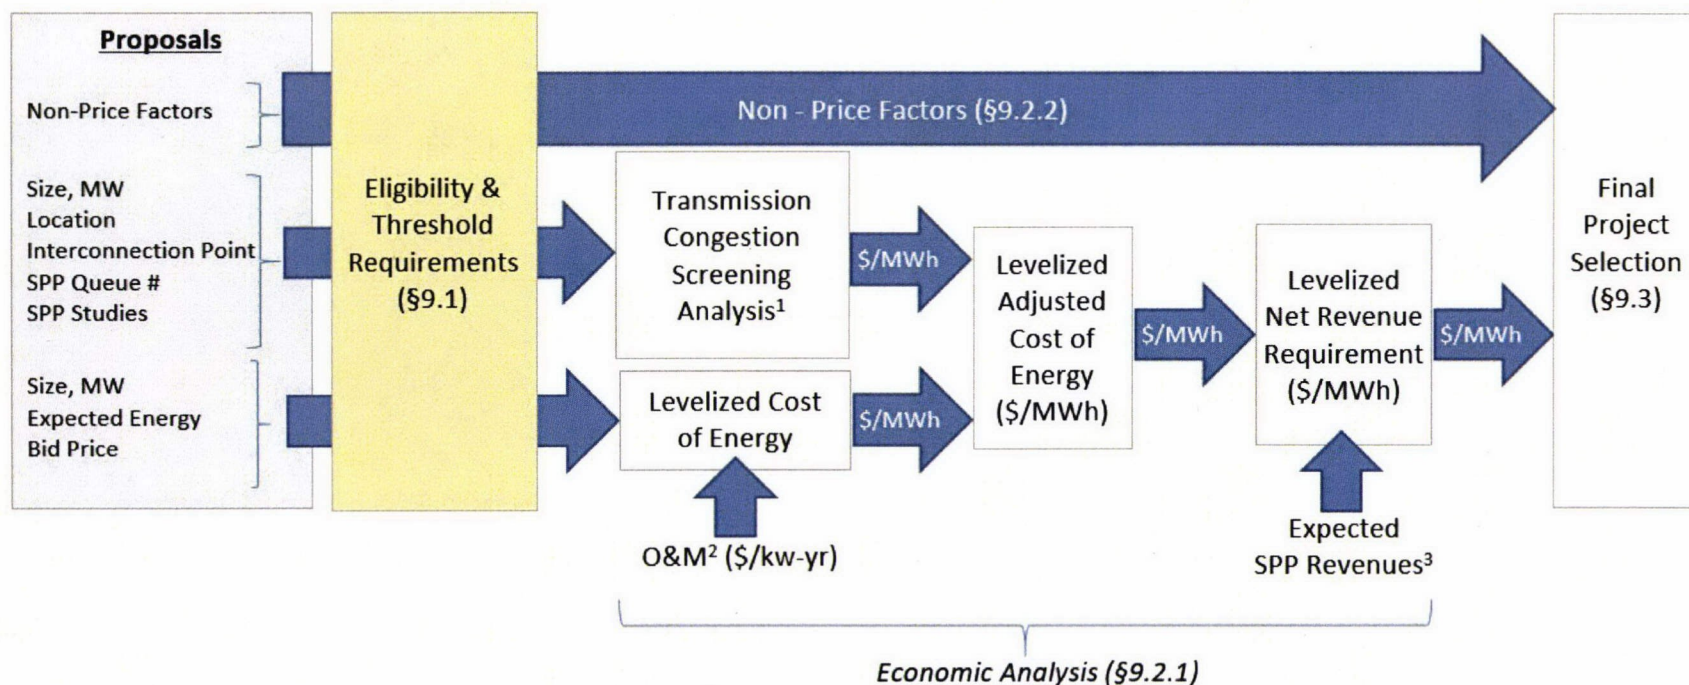 Proposals
Non-Price Factors
Size, MW
Location
Interconnection Point
SPP Queue #
SPP Studies
Size, MW
Expected Energy
Bid Price
Eligibility &
Threshold
Requirements
(§9.1)
Non - Price Factors (§9.2.2)
Transmission
Congestion
Screening
Analysis¹
$/MWh
Levelized Cost
of Energy
$/MWh
O&M² ($/kw-yr)
Levelized
Adjusted
Cost of
Energy
($/MWh)
$/MWh
Levelized
Net Revenue
Requirement
($/MWh)
Expected
SPP Revenues³
$/MWh
Final
Project
Selection
(§9.3)
Economic Analysis (§9.2.1)